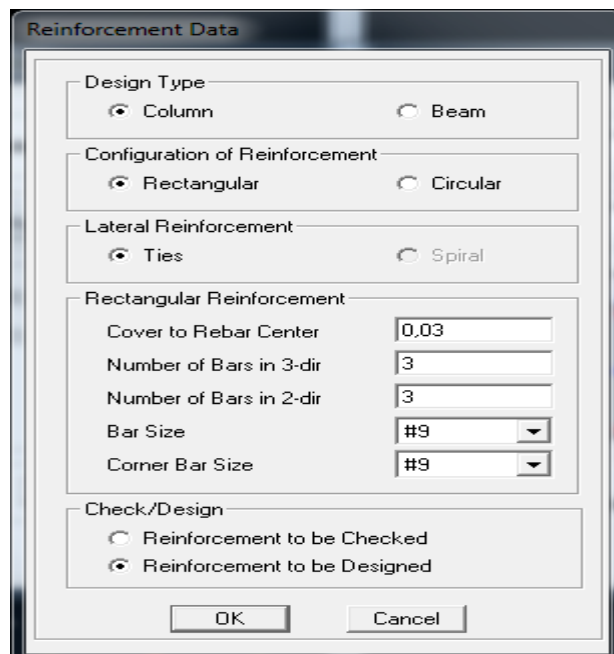 Reinforcement Data
Design Type
Column Beam
Configuration of Reinforcement
Rectangular Circular
Lateral Reinforcement
Ties Spiral
Rectangular Reinforcement
Cover to Rebar Center 0,03
Number of Bars in 3-dir 3
Number of Bars in 2-dir 3
Bar Size #9
Corner Bar Size #9
Check/Design
Reinforcement to be Checked
Reinforcement to be Designed
OK Cancel